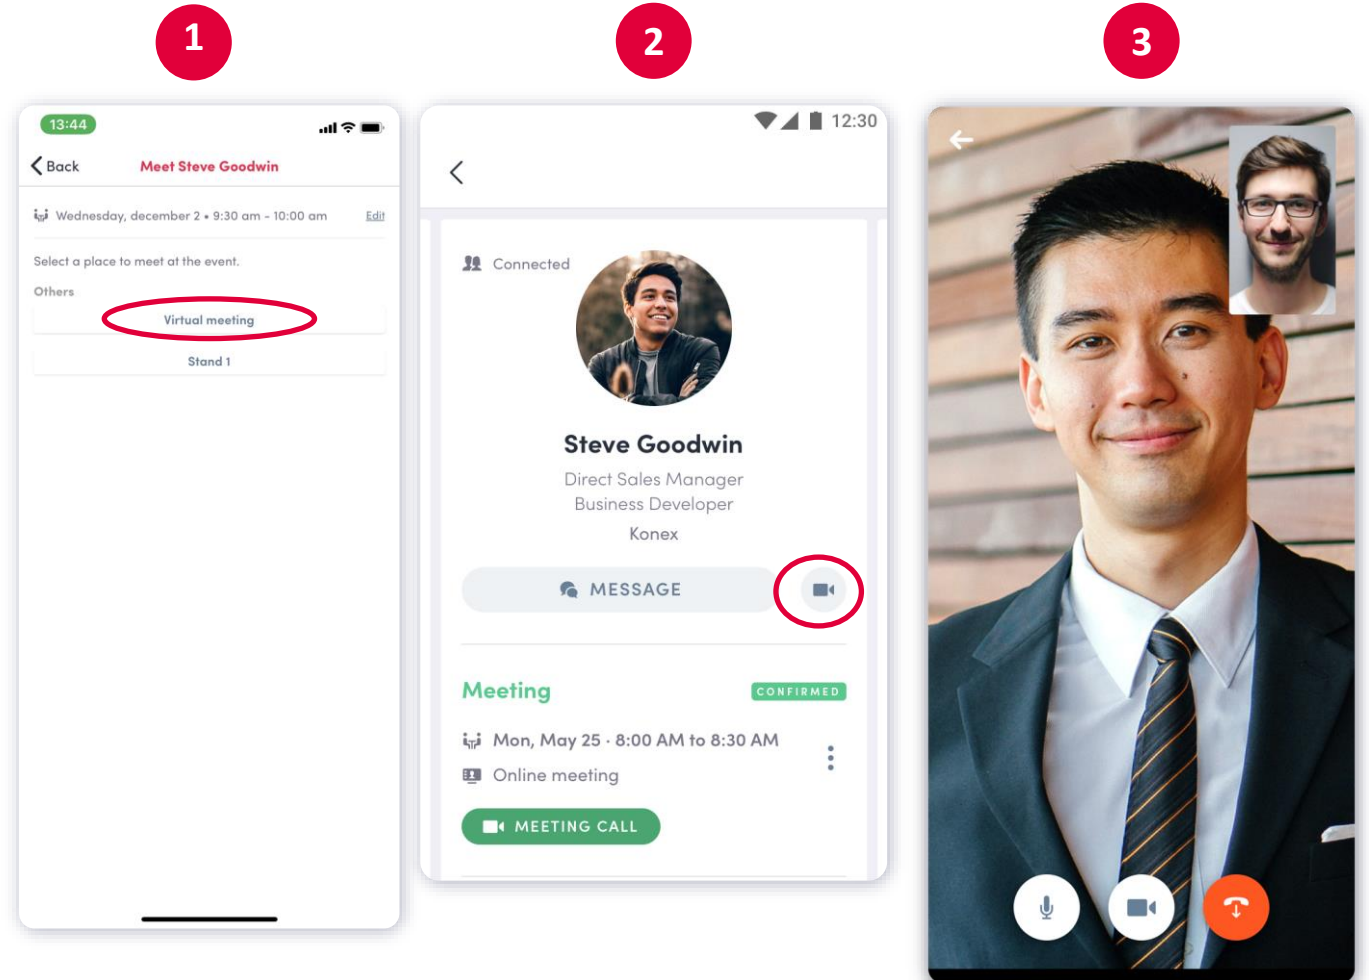 1
2
3
13:44
Back
Meet Steve Goodwin
Wednesday, december 2 • 9:30 am - 10:00 am
Edit
Select a place to meet at the event.
Others
Virtual meeting
Stand 1
12:30
Connected
Steve Goodwin
Direct Sales Manager
Business Developer
Konex
MESSAGE
Meeting
CONFIRMED
Mon, May 25 · 8:00 AM to 8:30 AM
Online meeting
MEETING CALL